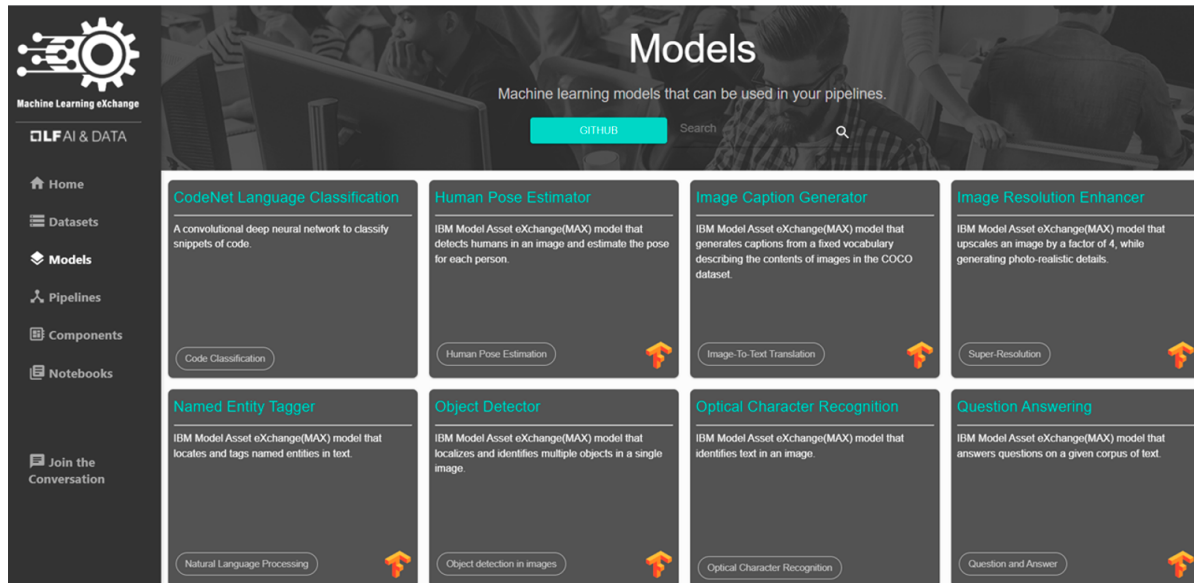 Machine Learning eXchange
LF AI & DATA
Home
Datasets
Models
Pipelines
Components
Notebooks
Join the
Conversation
Models
Machine learning models that can be used in your pipelines.
GITHUB
Search
CodeNet Language Classification
A convolutional deep neural network to classify
snippets of code.
Code Classification
Human Pose Estimator
IBM Model Asset eXchange(MAX) model that
detects humans in an image and estimate the pose
for each person.
Human Pose Estimation
Image Caption Generator
IBM Model Asset eXchange(MAX) model that
generates captions from a fixed vocabulary
describing the contents of images in the COCO
dataset.
Image-To-Text Translation
Image Resolution Enhancer
IBM Model Asset eXchange(MAX) model that
upscales an image by a factor of 4, while
generating photo-realistic details.
Super-Resolution
Named Entity Tagger
IBM Model Asset eXchange(MAX) model that
locates and tags named entities in text.
Natural Language Processing
Object Detector
IBM Model Asset eXchange(MAX) model that
localizes and identifies multiple objects in a single
image.
Object detection in images
Optical Character Recognition
IBM Model Asset eXchange(MAX) model that
identifies text in an image.
Optical Character Recognition
Question Answering
IBM Model Asset eXchange(MAX) model that
answers questions on a given corpus of text.
Question and Answer